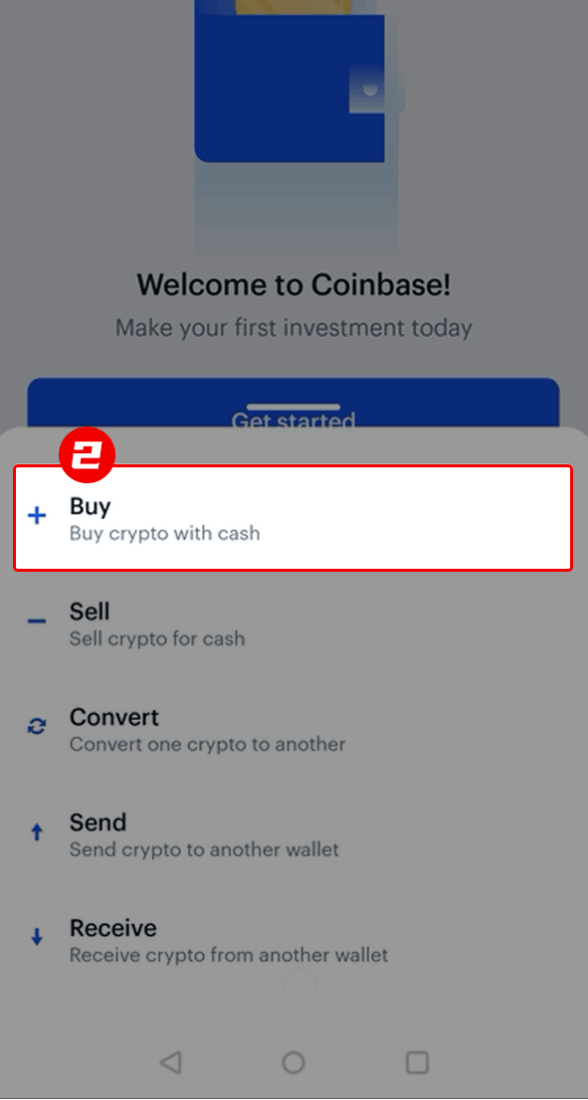 Welcome to Coinbase!
Make your first investment today
Get started
2
Buy
Buy crypto with cash
Sell
Sell crypto for cash
Convert
Convert one crypto to another
Send
Send crypto to another wallet
Receive
Receive crypto from another wallet